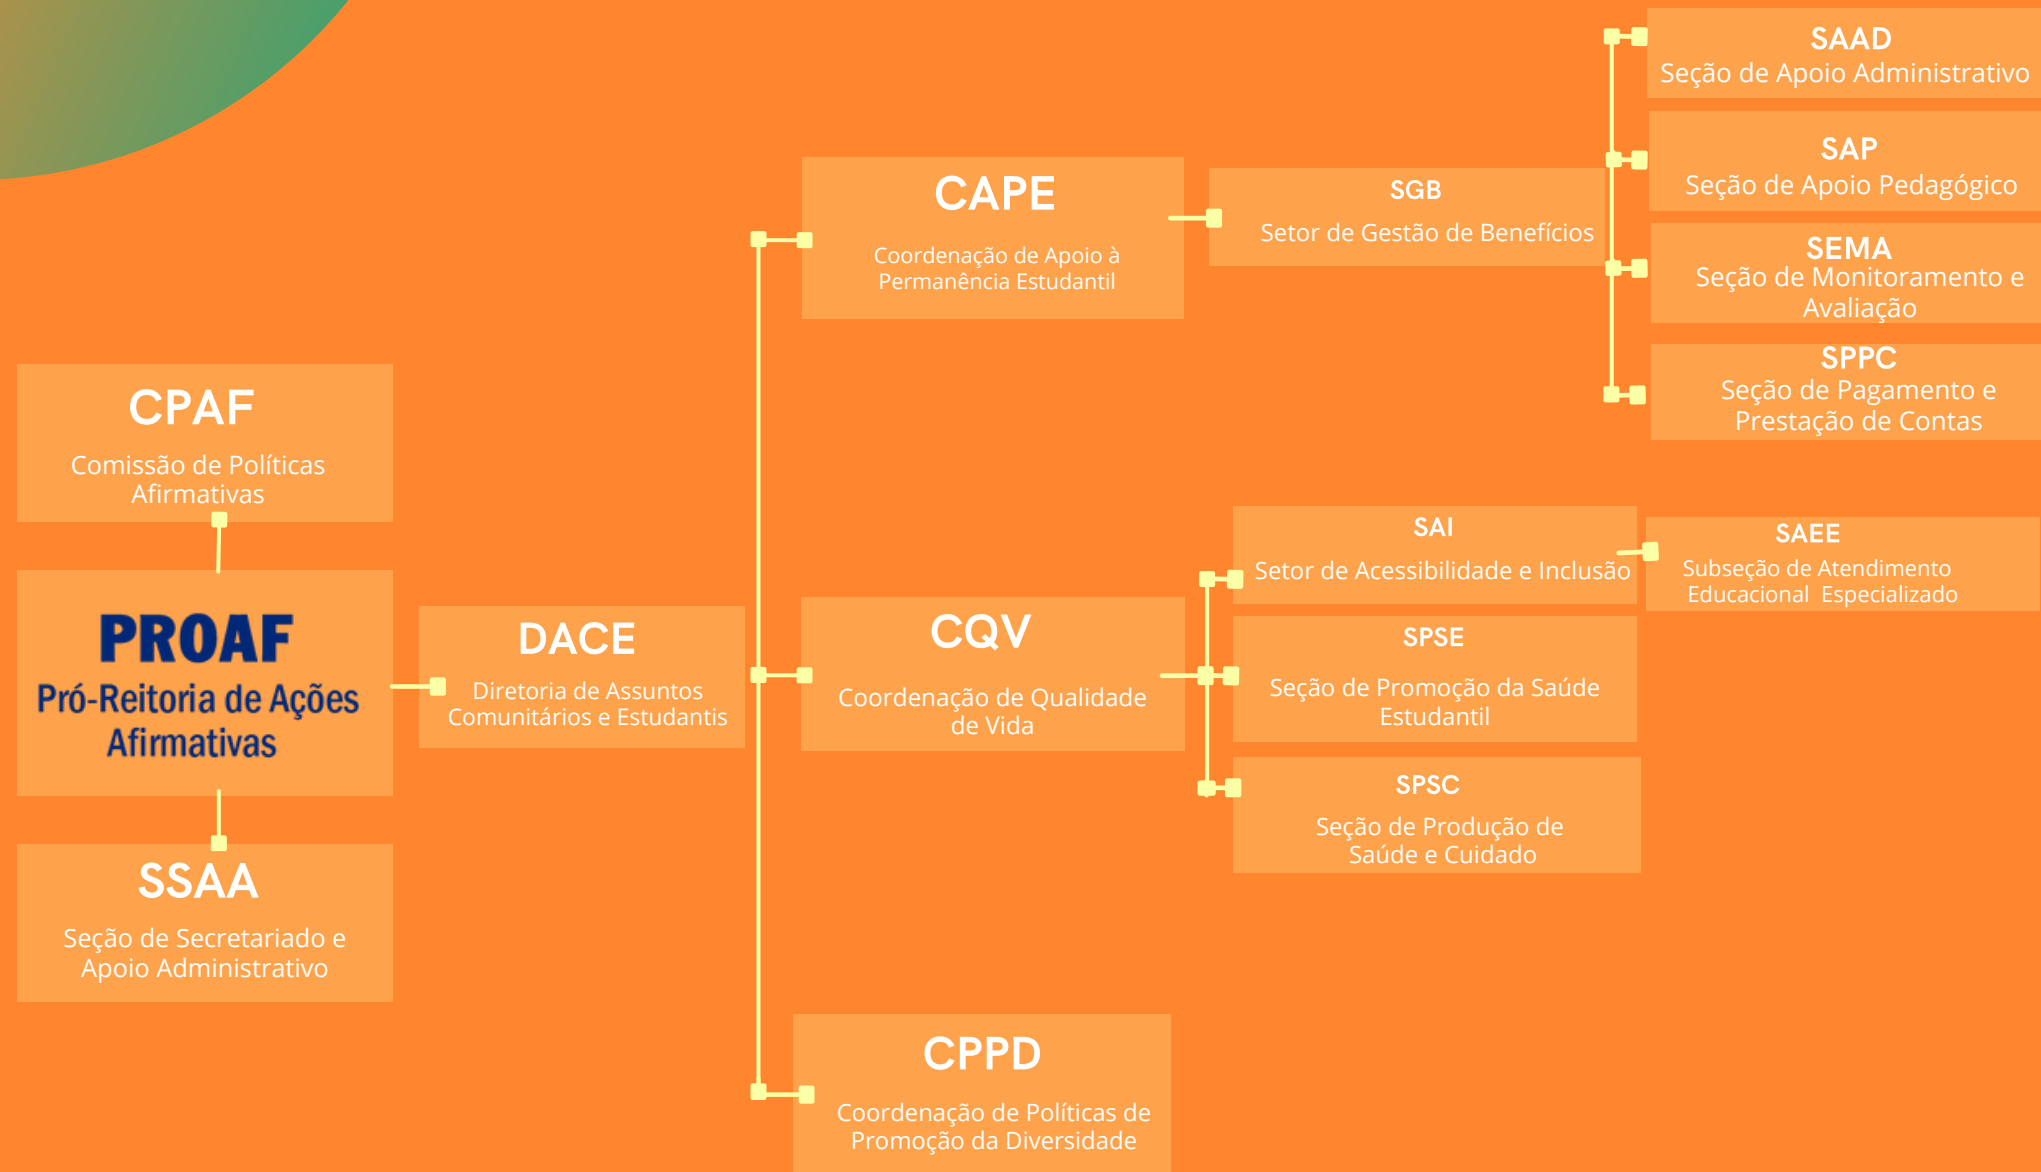 CPAF
Comissão de Políticas
Afirmativas
PROAF
Pró-Reitoria de Ações
Afirmativas
SSAA
Seção de Secretariado e
Apoio Administrativo
DACE
Diretoria de Assuntos
Comunitários e Estudantis
CAPE
Coordenação de Apoio à
Permanência Estudantil
SGB
Setor de Gestão de Benefícios
SAAD
Seção de Apoio Administrativo
SAP
Seção de Apoio Pedagógico
SEMA
Seção de Monitoramento e
Avaliação
SPPC
Seção de Pagamento e
Prestação de Contas
CQV
Coordenação de Qualidade
de Vida
SAI
Setor de Acessibilidade e Inclusão
SAEE
Subseção de Atendimento
Educacional Especializado
SPSE
Seção de Promoção da Saúde
Estudantil
SPSC
Seção de Produção de
Saúde e Cuidado
CPPD
Coordenação de Políticas de
Promoção da Diversidade